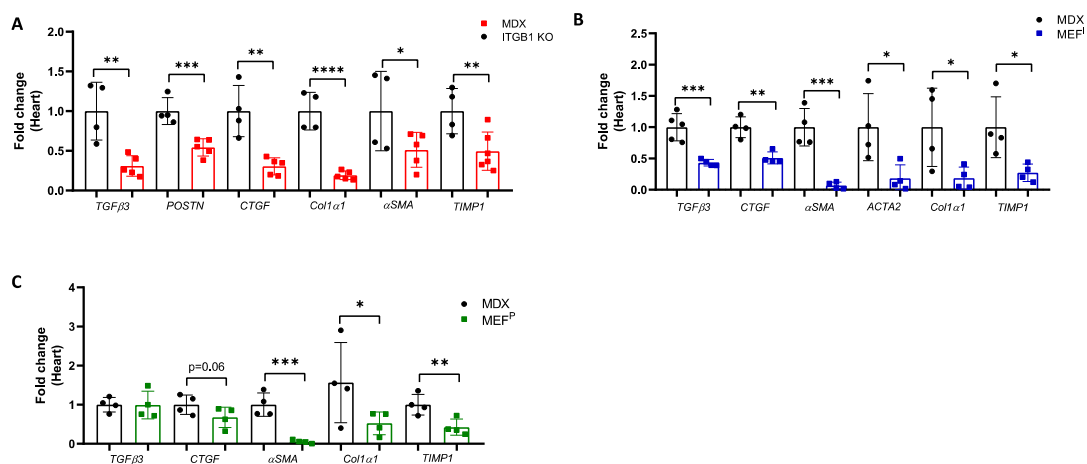 A
MDX
ITGB1 KO
Fold change
(Heart)
1.5
1.0
0.5
0.0
**
***
**
****
*
**
TGFβ3
POSTN
CTGF
Col1α1
αSMA
TIMP1
B
MDX
Fold change
(Heart)
2.5
2.0
1.5
1.0
0.5
0.0
***
**
***
*
*
*
TGFβ3
CTGF
αSMA
ACTA2
Col1α1
TIMP1
C
MDX
MEFᴾ
Fold change
(Heart)
4
3
2
1
0
p=0.06
***
*
**
TGFβ3
CTGF
αSMA
Col1α1
TIMP1